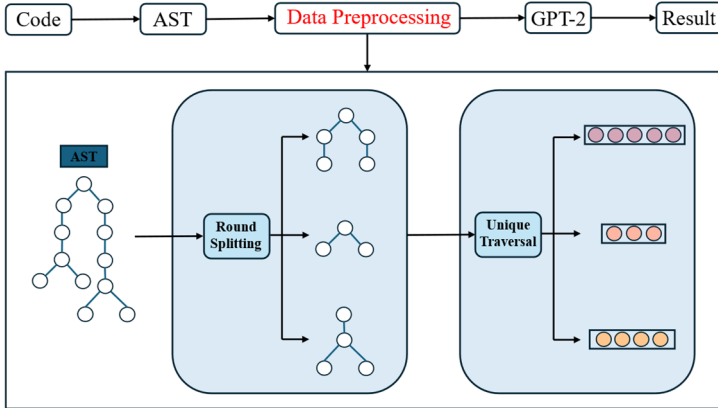 Code
AST
Data Preprocessing
GPT-2
Result
AST
Round
Splitting
Unique
Traversal